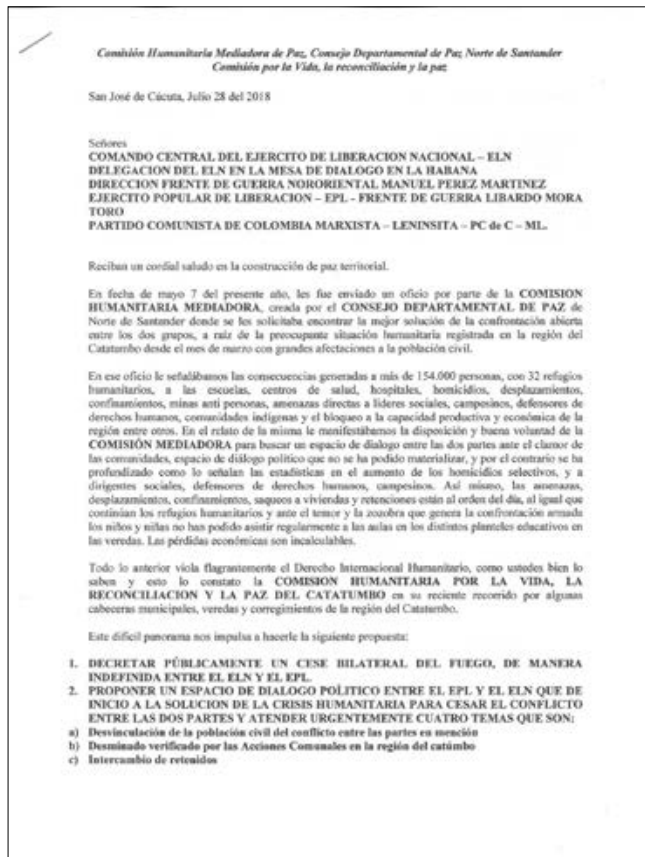 Comisión Humanitaria Mediadora de Paz, Consejo Departamental de Paz Norte de Santander
Comisión por la Vida, la reconciliación y la paz
San José de Cúcuta, Julio 28 del 2018
Señores
COMANDO CENTRAL DEL EJERCITO DE LIBERACION NACIONAL – ELN
DELEGACION DEL ELN EN LA MESA DE DIALOGO EN LA HABANA
DIRECCION FRENTE DE GUERRA NORORIENTAL MANUEL PEREZ MARTINEZ
EJERCITO POPULAR DE LIBERACION – EPL - FRENTE DE GUERRA LIBARDO MORA
TORO
PARTIDO COMUNISTA DE COLOMBIA MARXISTA – LENINSITA – PC de C – ML.
Reciban un cordial saludo en la construcción de paz territorial.
En fecha de mayo 7 del presente año, les fue enviado un oficio por parte de la COMISION
HUMANITARIA MEDIADORA, creada por el CONSEJO DEPARTAMENTAL DE PAZ de
Norte de Santander donde se les solicitaba encontrar la mejor solución de la confrontación abierta
entre los dos grupos, a raíz de la preocupante situación humanitaria registrada en la región del
Catatumbo desde el mes de marzo con grandes afectaciones a la población civil.
En ese oficio le señalábamos las consecuencias generadas a más de 154.000 personas, con 32 refugios
humanitarios, a las escuelas, centros de salud, hospitales, homicidios, desplazamientos,
confinamientos, minas anti personas, amenazas directas a líderes sociales, campesinos, defensores de
derechos humanos, comunidades indígenas y el bloqueo a la capacidad productiva y económica de la
región entre otros. En el relato de la misma le manifestábamos la disposición y buena voluntad de la
COMISIÓN MEDIADORA para buscar un espacio de dialogo entre las dos partes ante el clamor de
las comunidades, espacio de diálogo político que no se ha podido materializar, y por el contrario se ha
profundizado como lo señalan las estadísticas en el aumento de los homicidios selectivos, y a
dirigentes sociales, defensores de derechos humanos, campesinos. Así mismo, las amenazas,
desplazamientos, confinamientos, saqueos a viviendas y retenciones están al orden del día, al igual que
continúan los refugios humanitarios y ante el temor y la zozobra que genera la confrontación armada
los niños y niñas no han podido asistir regularmente a las aulas en los distintos planteles educativos en
las veredas. Las pérdidas económicas son incalculables.
Todo lo anterior viola flagrantemente el Derecho Internacional Humanitario, como ustedes bien lo
saben y esto lo constato la COMISION HUMANITARIA POR LA VIDA, LA
RECONCILIACION Y LA PAZ DEL CATATUMBO en su reciente recorrido por algunas
cabeceras municipales, veredas y corregimientos de la región del Catatumbo.
Este difícil panorama nos impulsa a hacerle la siguiente propuesta:
1. DECRETAR PÚBLICAMENTE UN CESE BILATERAL DEL FUEGO, DE MANERA
INDEFINIDA ENTRE EL ELN Y EL EPL.
2. PROPONER UN ESPACIO DE DIALOGO POLÍTICO ENTRE EL EPL Y EL ELN QUE DE
INICIO A LA SOLUCION DE LA CRISIS HUMANITARIA PARA CESAR EL CONFLICTO
ENTRE LAS DOS PARTES Y ATENDER URGENTEMENTE CUATRO TEMAS QUE SON:
a) Desvinculación de la población civil del conflicto entre las partes en mención
b) Desminado verificado por las Acciones Comunales en la región del catúmbo
c) Intercambio de retenidos